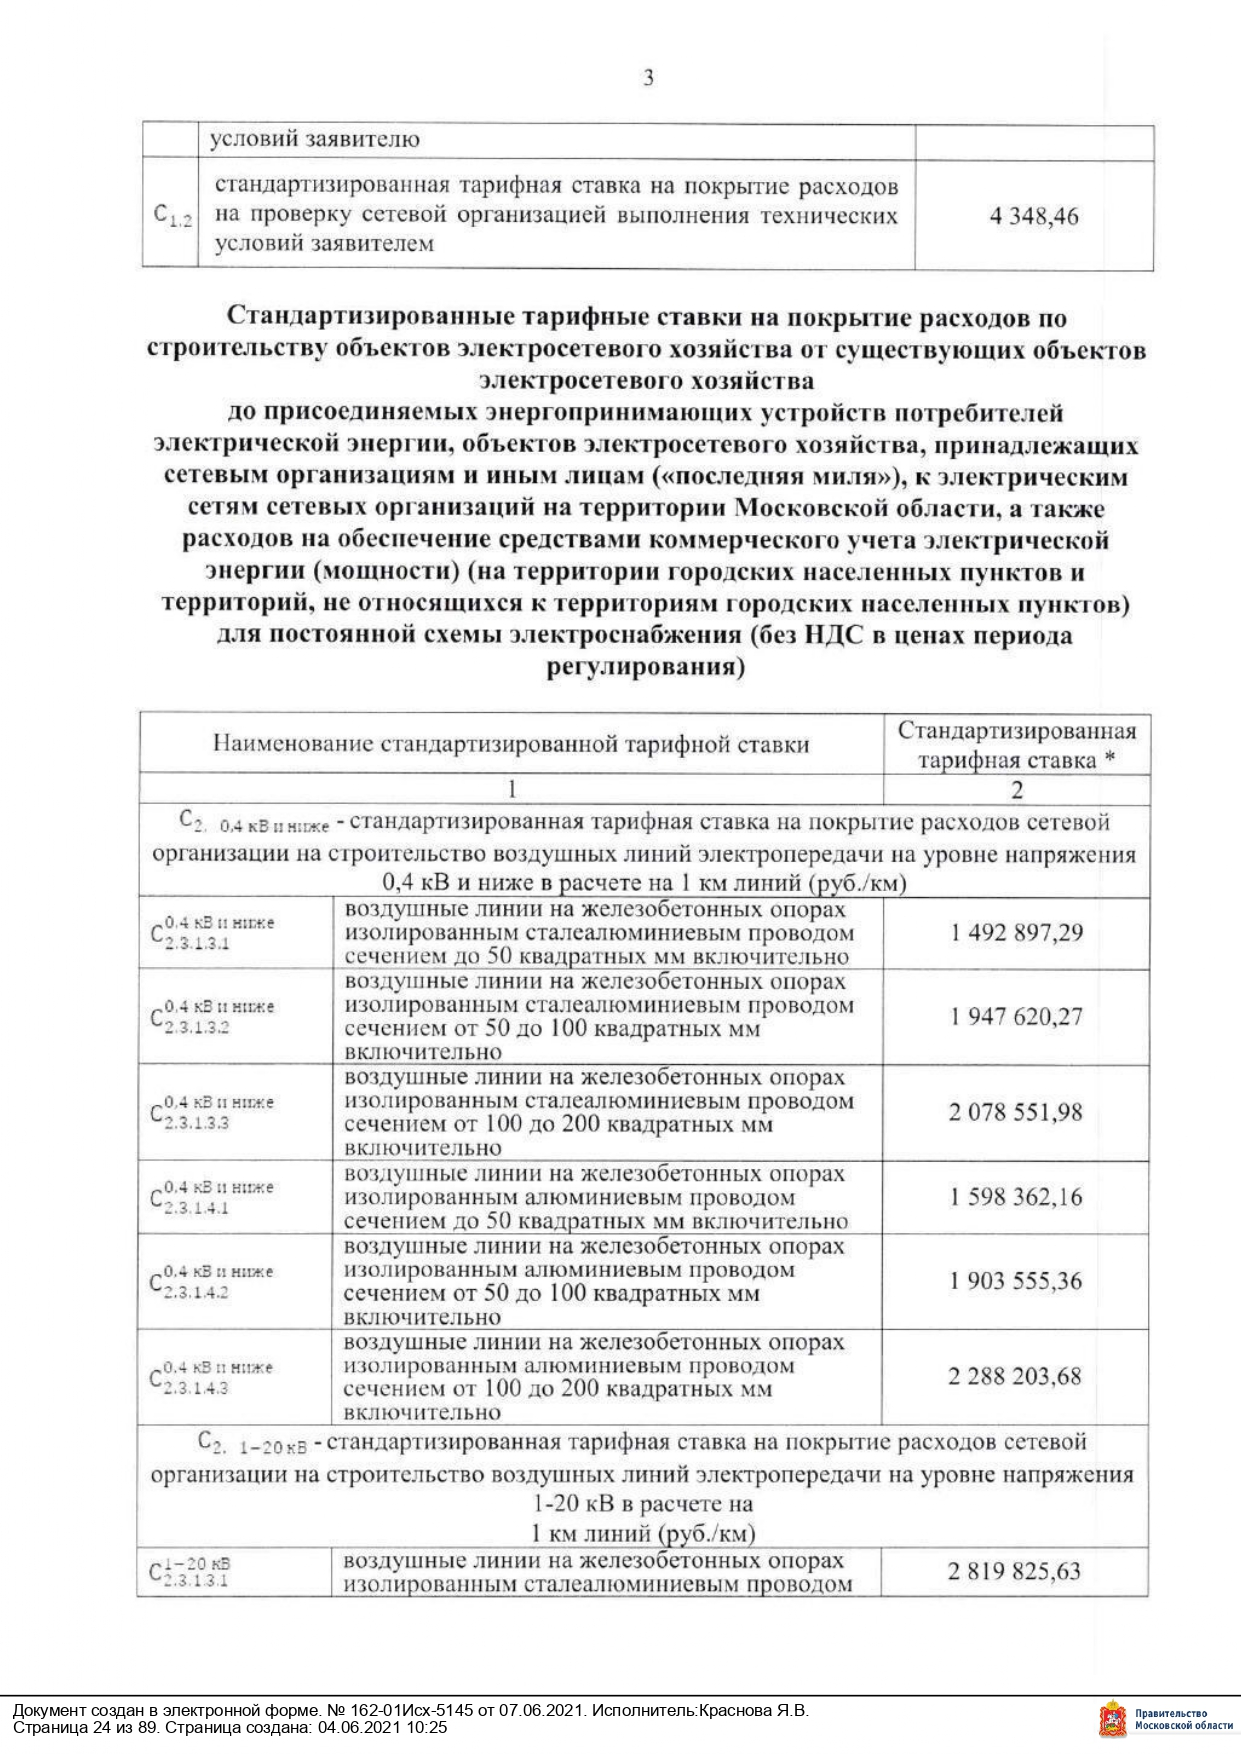 3
условий заявителю
стандартизированная тарифная ставка на покрытие расходов
C1.2 на проверку сетевой организацией выполнения технических 4 348,46
условий заявителем
Стандартизированные тарифные ставки на покрытие расходов по
строительству объектов электросетевого хозяйства от существующих объектов
электросетевого хозяйства
до присоединяемых энергопринимающих устройств потребителей
электрической энергии, объектов электросетевого хозяйства, принадлежащих
сетевым организациям и иным лицам («последняя миля»), к электрическим
сетям сетевых организаций на территории Московской области, а также
расходов на обеспечение средствами коммерческого учета электрической
энергии (мощности) (на территории городских населенных пунктов и
территорий, не относящихся к территориям городских населенных пунктов)
для постоянной схемы электроснабжения (без НДС в ценах периода
регулирования)
Наименование стандартизированной тарифной ставки
Стандартизированная
тарифная ставка *
1 2
C2. 0,4 кВ и ниже - стандартизированная тарифная ставка на покрытие расходов сетевой
организации на строительство воздушных линий электропередачи на уровне напряжения
0,4 кВ и ниже в расчете на 1 км линий (руб./км)
C 0,4 кВ и ниже 2.3.1.3.1
воздушные линии на железобетонных опорах
изолированным сталеалюминиевым проводом
сечением до 50 квадратных мм включительно
1 492 897,29
C 0,4 кВ и ниже 2.3.1.3.2
воздушные линии на железобетонных опорах
изолированным сталеалюминиевым проводом
сечением от 50 до 100 квадратных мм
включительно
1 947 620,27
C 0,4 кВ и ниже 2.3.1.3.3
воздушные линии на железобетонных опорах
изолированным сталеалюминиевым проводом
сечением от 100 до 200 квадратных мм
включительно
2 078 551,98
C 0,4 кВ и ниже 2.3.1.4.1
воздушные линии на железобетонных опорах
изолированным алюминиевым проводом
сечением до 50 квадратных мм включительно
1 598 362,16
C 0,4 кВ и ниже 2.3.1.4.2
воздушные линии на железобетонных опорах
изолированным алюминиевым проводом
сечением от 50 до 100 квадратных мм
включительно
1 903 555,36
C 0,4 кВ и ниже 2.3.1.4.3
воздушные линии на железобетонных опорах
изолированным алюминиевым проводом
сечением от 100 до 200 квадратных мм
включительно
2 288 203,68
C2. 1–20 кВ - стандартизированная тарифная ставка на покрытие расходов сетевой
организации на строительство воздушных линий электропередачи на уровне напряжения
1-20 кВ в расчете на
1 км линий (руб./км)
C 1–20 кВ 2.3.1.3.1
воздушные линии на железобетонных опорах
изолированным сталеалюминиевым проводом
2 819 825,63
Документ создан в электронной форме. № 162-01Исх-5145 от 07.06.2021. Исполнитель:Краснова Я.В.
Страница 24 из 89. Страница создана: 04.06.2021 10:25
Правительство
Московской области